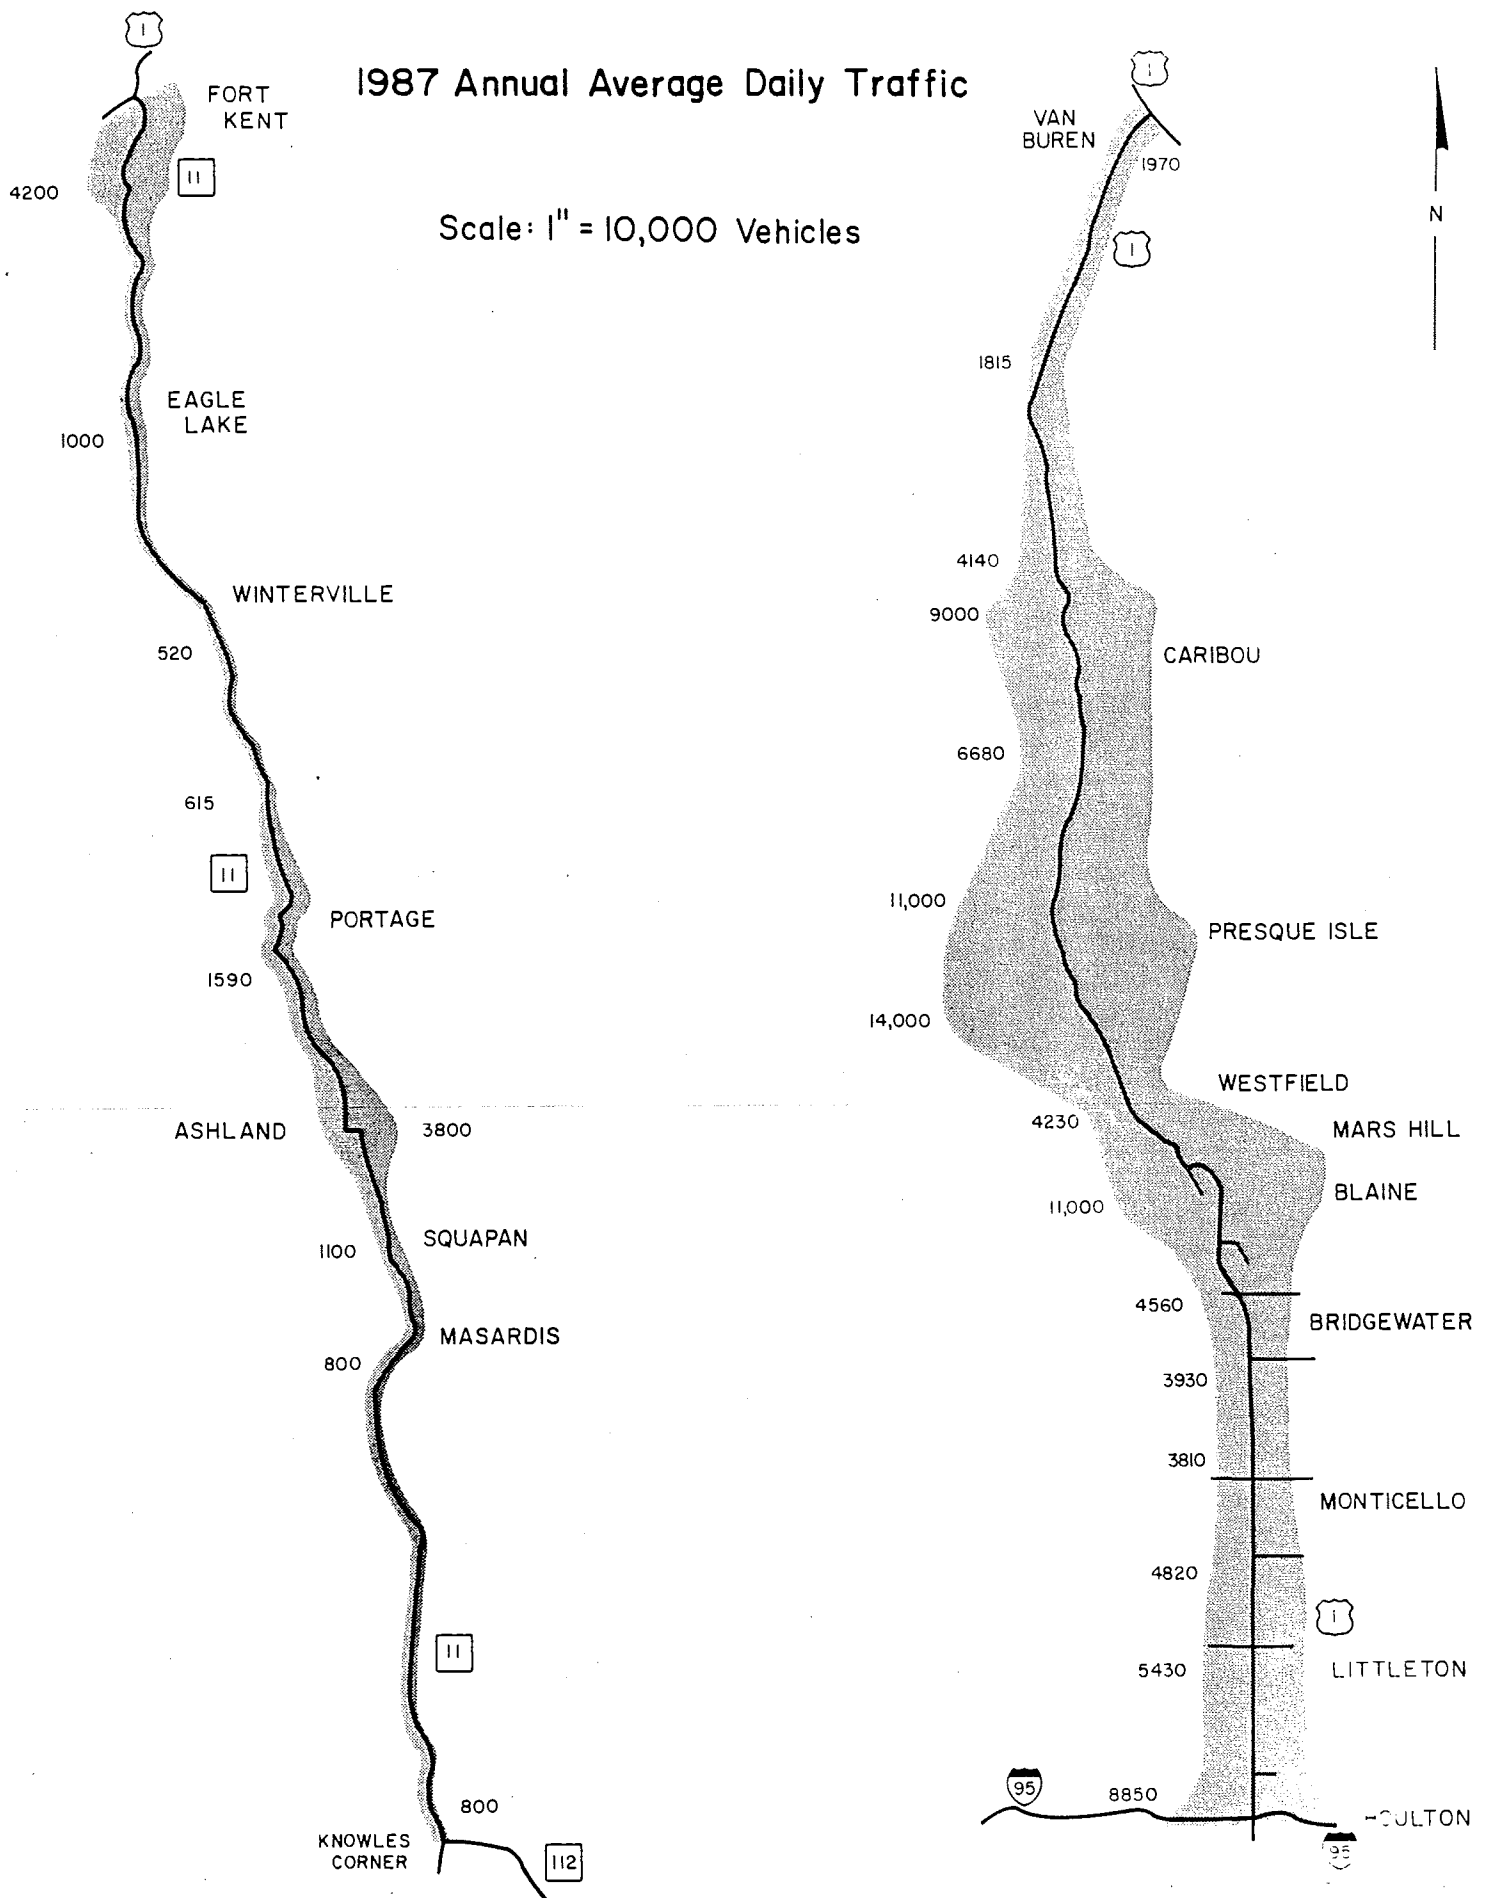 1987 Annual Average Daily Traffic
Scale: 1" = 10,000 Vehicles
1
FORT
KENT
11
4200
EAGLE
LAKE
1000
WINTERVILLE
520
615
11
PORTAGE
1590
ASHLAND
3800
SQUAPAN
1100
MASARDIS
800
11
800
KNOWLES
CORNER
112
1
VAN
BUREN
1970
1
N
1815
4140
9000
CARIBOU
6680
11,000
PRESQUE ISLE
14,000
WESTFIELD
4230
MARS HILL
BLAINE
11,000
4560
BRIDGEWATER
3930
3810
MONTICELLO
4820
1
5430
LITTLETON
95
8850
HOULTON
95